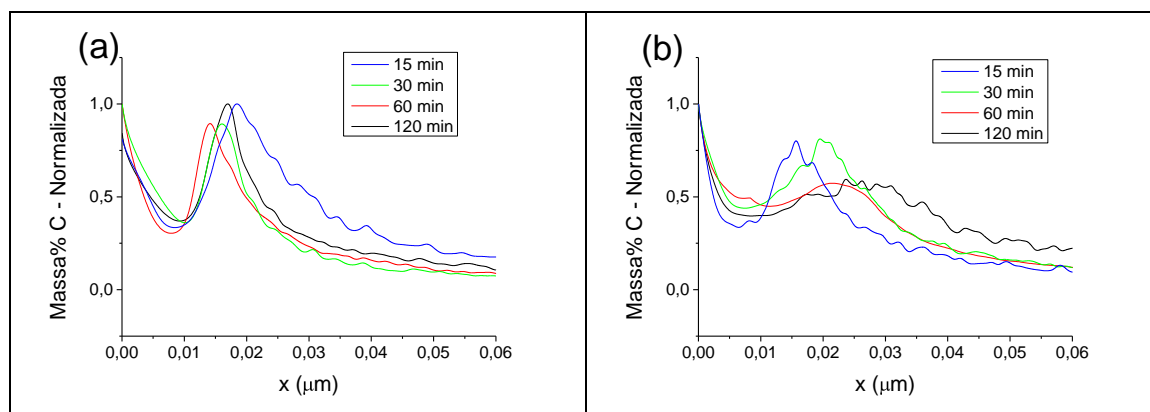 (a)
15 min
30 min
60 min
120 min
1,0
0,5
0,0
Massa% C - Normalizada
0,00 0,01 0,02 0,03 0,04 0,05 0,06
x (μm)
(b)
15 min
30 min
60 min
120 min
1,0
0,5
0,0
Massa% C - Normalizada
0,00 0,01 0,02 0,03 0,04 0,05 0,06
x (μm)